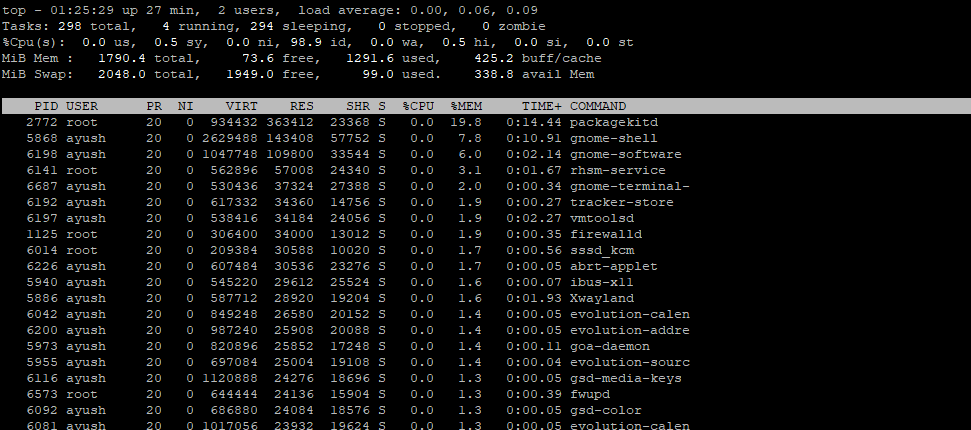 top - 01:25:29 up 27 min,  2 users,  load average: 0.00, 0.06, 0.09
Tasks: 298 total,   4 running, 294 sleeping,   0 stopped,   0 zombie
%Cpu(s):  0.0 us,  0.5 sy,  0.0 ni, 98.9 id,  0.0 wa,  0.5 hi,  0.0 si,  0.0 st
MiB Mem :   1790.4 total,     73.6 free,   1291.6 used,    425.2 buff/cache
MiB Swap:   2048.0 total,   1949.0 free,     99.0 used.    338.8 avail Mem
PID USER      PR  NI    VIRT    RES    SHR S  %CPU  %MEM     TIME+ COMMAND
2772 root      20   0  934432 363412  23368 S   0.0  19.8   0:14.44 packagekitd
5868 ayush     20   0 2629488 143408  57752 S   0.0   7.8   0:10.91 gnome-shell
6198 ayush     20   0 1047748 109800  33544 S   0.0   6.0   0:02.14 gnome-software
6141 root      20   0  562896  57008  24340 S   0.0   3.1   0:01.67 rhsm-service
6687 ayush     20   0  530436  37324  27388 S   0.0   2.0   0:00.34 gnome-terminal-
6192 ayush     20   0  617332  34360  14756 S   0.0   1.9   0:00.27 tracker-store
6197 ayush     20   0  538416  34184  24056 S   0.0   1.9   0:02.27 vmtoolsd
1125 root      20   0  306400  34000  13012 S   0.0   1.9   0:00.35 firewalld
6014 root      20   0  209384  30588  10020 S   0.0   1.7   0:00.56 sssd_kcm
6226 ayush     20   0  607484  30536  23276 S   0.0   1.7   0:00.05 abrt-applet
5940 ayush     20   0  545220  29612  25524 S   0.0   1.6   0:00.07 ibus-x11
5886 ayush     20   0  587712  28920  19204 S   0.0   1.6   0:01.93 Xwayland
6042 ayush     20   0  849248  26580  20152 S   0.0   1.4   0:00.05 evolution-calen
6200 ayush     20   0  987240  25908  20088 S   0.0   1.4   0:00.05 evolution-addre
5973 ayush     20   0  820896  25852  17248 S   0.0   1.4   0:00.11 goa-daemon
5955 ayush     20   0  697084  25004  19108 S   0.0   1.4   0:00.04 evolution-sourc
6116 ayush     20   0 1120888  24276  18696 S   0.0   1.3   0:00.05 gsd-media-keys
6573 root      20   0  644444  24136  15904 S   0.0   1.3   0:00.39 fwupd
6092 ayush     20   0  686880  24084  18576 S   0.0   1.3   0:00.05 gsd-color
6081 ayush     20   0 1017056  23932  19624 S   0.0   1.3   0:00.05 evolution-calen